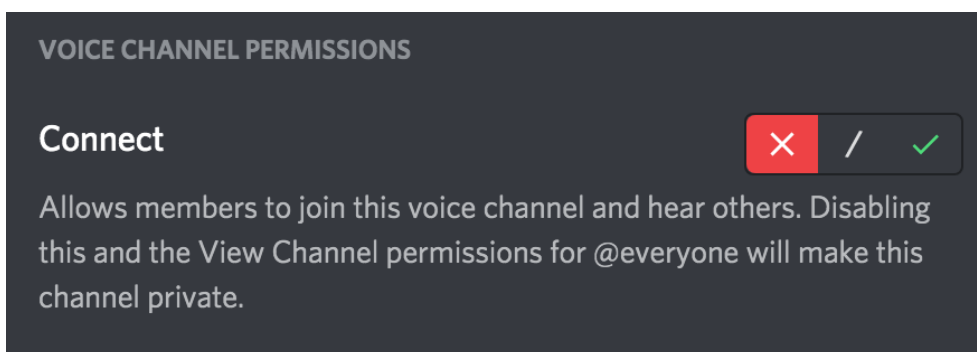 VOICE CHANNEL PERMISSIONS
Connect
Allows members to join this voice channel and hear others. Disabling
this and the View Channel permissions for @everyone will make this
channel private.